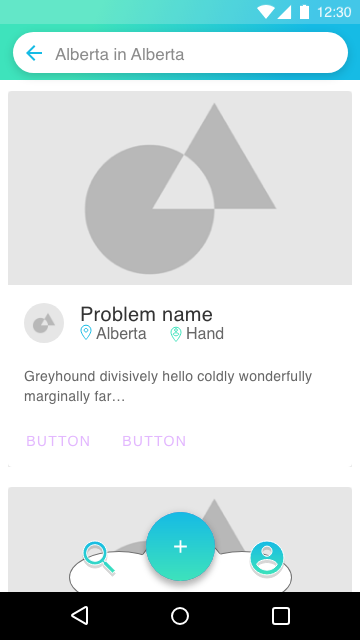 12:30
Alberta in Alberta
Problem name
Alberta Hand
Greyhound divisively hello coldly wonderfully
marginally far…
BUTTON BUTTON